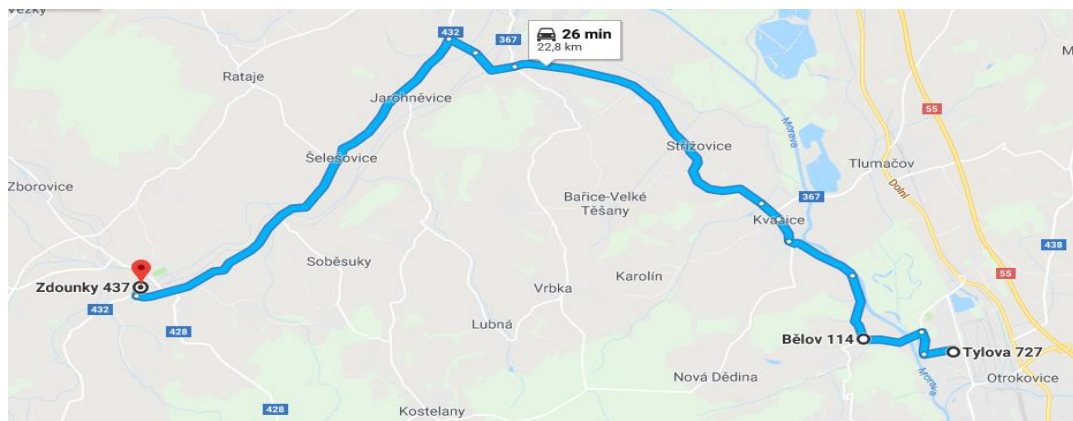 432
367
26 min
22,8 km
Rataje
55
Jarohněvice
Morava
Střížovice
Šelešovice
Tlumačov
Zborovice
Dolní
Bařice-Velké
Těšany
367
Kvasice
438
Soběsuky
Karolín
55
Zdounky 437
Vrbka
432
428
Lubná
Bělov 114
Tylova 727
Nová Dědina
Morava
Otrokovice
428
Kostelany